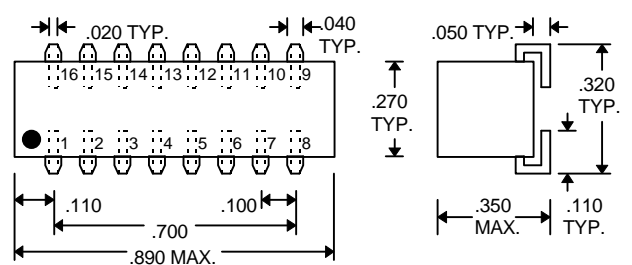 .020 TYP.
.040
TYP.
.050 TYP.
16 15 14 13 12 11 10 9
.270
TYP.
.320
TYP.
1 2 3 4 5 6 7 8
.110
.100
.700
.890 MAX.
.350
MAX.
.110
TYP.